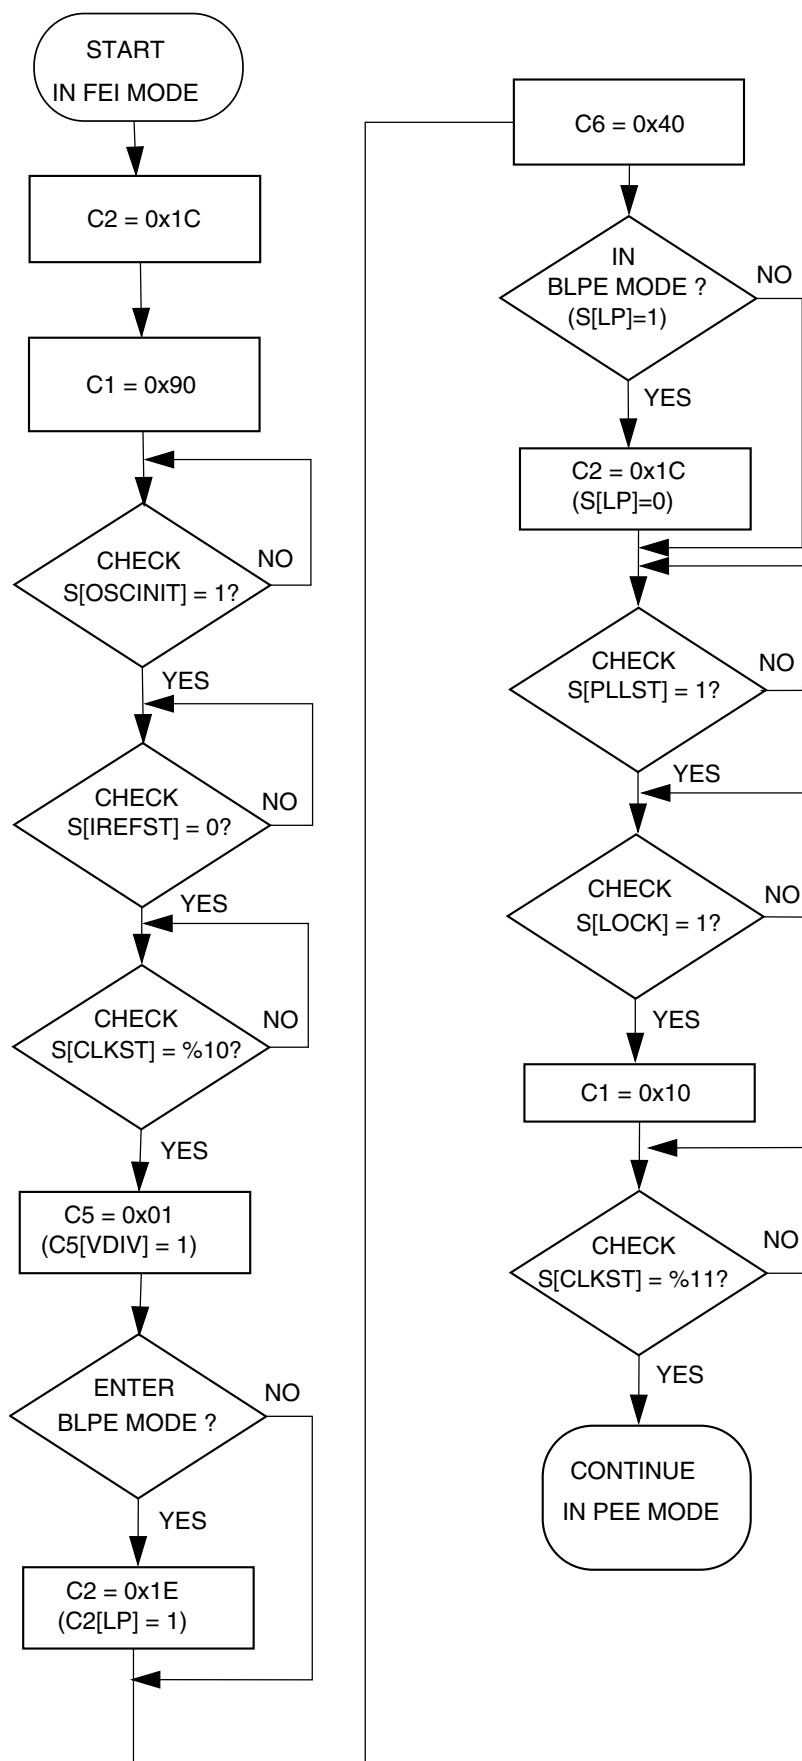 START
IN FEI MODE
C2 = 0x1C
C1 = 0x90
CHECK
S[OSCINIT] = 1?
NO
YES
CHECK
S[IREFST] = 0?
NO
YES
CHECK
S[CLKST] = %10?
NO
YES
C5 = 0x01
(C5[VDIV] = 1)
ENTER
BLPE MODE ?
NO
YES
C2 = 0x1E
(C2[LP] = 1)
C6 = 0x40
IN
BLPE MODE ?
(S[LP]=1)
NO
YES
C2 = 0x1C
(S[LP]=0)
CHECK
S[PLLST] = 1?
NO
YES
CHECK
S[LOCK] = 1?
NO
YES
C1 = 0x10
CHECK
S[CLKST] = %11?
NO
YES
CONTINUE
IN PEE MODE